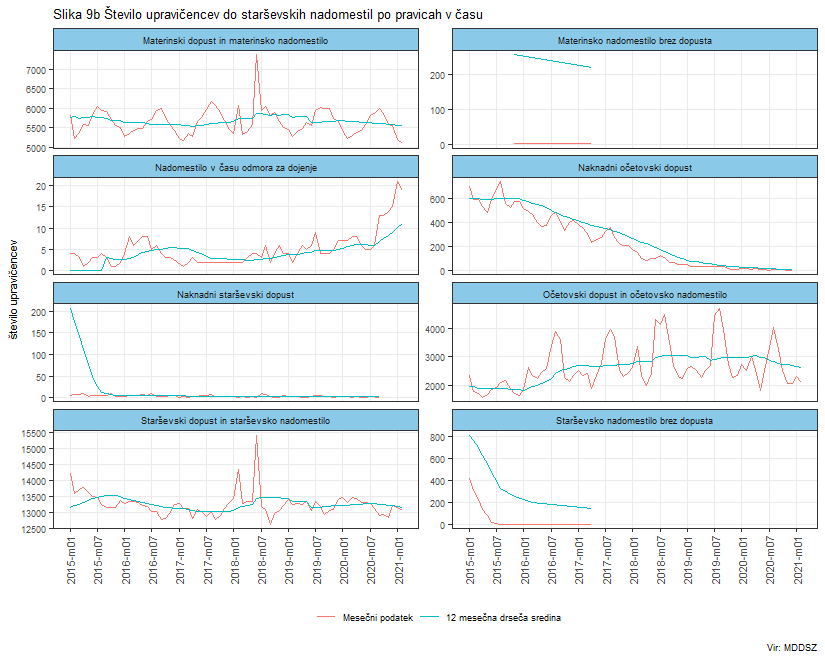 Slika 9b Število upravičencev do starševskih nadomestil po pravicah v času
število upravičencev
Materinski dopust in materinsko nadomestilo
7000
6500
6000
5500
5000
Materinsko nadomestilo brez dopusta
200
100
0
Nadomestilo v času odmora za dojenje
20
15
10
5
0
Naknadni očetovski dopust
600
400
200
0
Naknadni starševski dopust
200
150
100
50
0
Očetovski dopust in očetovsko nadomestilo
4000
3000
2000
Starševski dopust in starševsko nadomestilo
15500
15000
14500
14000
13500
13000
12500
Starševsko nadomestilo brez dopusta
800
600
400
200
0
2015-m01 2015-m07 2016-m01 2016-m07 2017-m01 2017-m07 2018-m01 2018-m07 2019-m01 2019-m07 2020-m01 2020-m07 2021-m01
2015-m01 2015-m07 2016-m01 2016-m07 2017-m01 2017-m07 2018-m01 2018-m07 2019-m01 2019-m07 2020-m01 2020-m07 2021-m01
Mesečni podatek 12 mesečna drseča sredina
Vir: MDDSZ